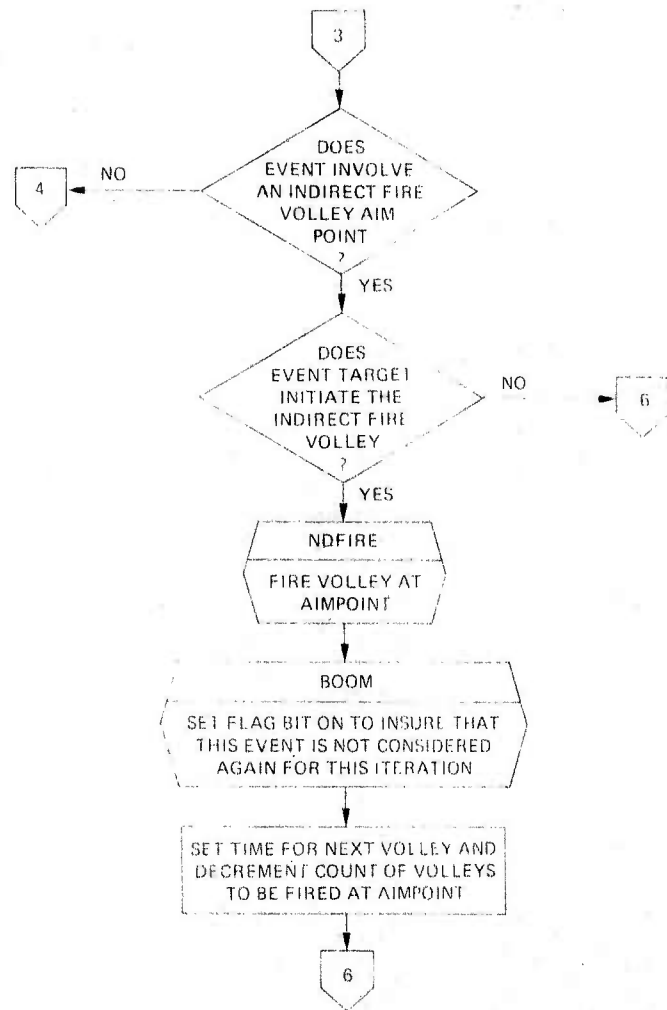 3
DOES
EVENT INVOLVE
AN INDIRECT FIRE
VOLLEY AIM
POINT
?
NO
4
YES
DOES
EVENT TARGET
INITIATE THE
INDIRECT FIRE
VOLLEY
?
NO
6
YES
NDFIRE
FIRE VOLLEY AT
AIMPOINT
BOOM
SET FLAG BIT ON TO INSURE THAT
THIS EVENT IS NOT CONSIDERED
AGAIN FOR THIS ITERATION
SET TIME FOR NEXT VOLLEY AND
DECREMENT COUNT OF VOLLEYS
TO BE FIRED AT AIMPOINT
6